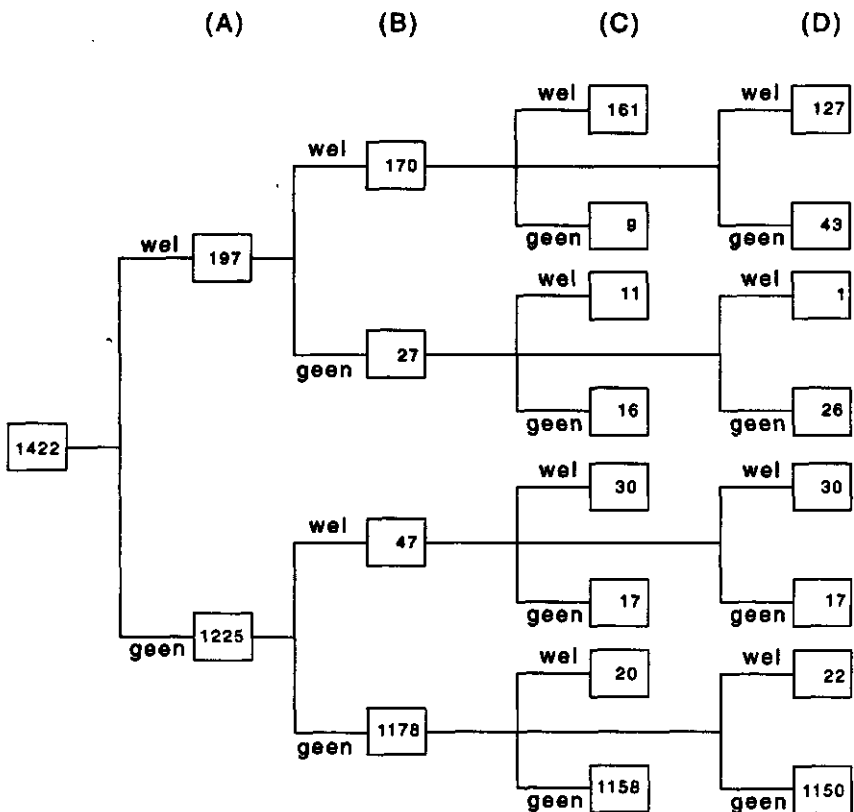 (A) (B) (C) (D)
wel 161 wel 127
wel 170
geen 9 geen 43
wel 197
wel 11 wel 1
geen 27
geen 16 geen 26
1422
wel 30 wel 30
wel 47
geen 17 geen 17
geen 1225
wel 20 wel 22
geen 1178
geen 1158 geen 1150